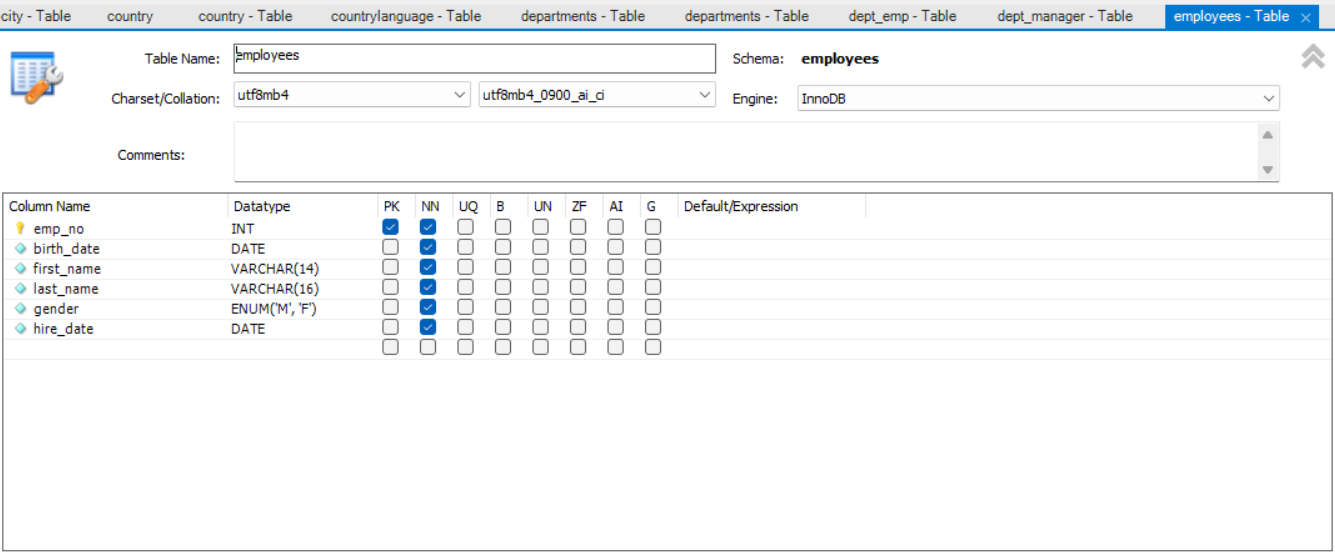 city - Table country country - Table countrylanguage - Table departments - Table departments - Table dept_emp - Table dept_manager - Table employees - Table
Table Name: employees Schema: employees
Charset/Collation: utf8mb4 utf8mb4_0900_ai_ci Engine: InnoDB
Comments:
Column Name Datatype PK NN UQ B UN ZF AI G Default/Expression
emp_no INT
birth_date DATE
first_name VARCHAR(14)
last_name VARCHAR(16)
gender ENUM('M', 'F')
hire_date DATE